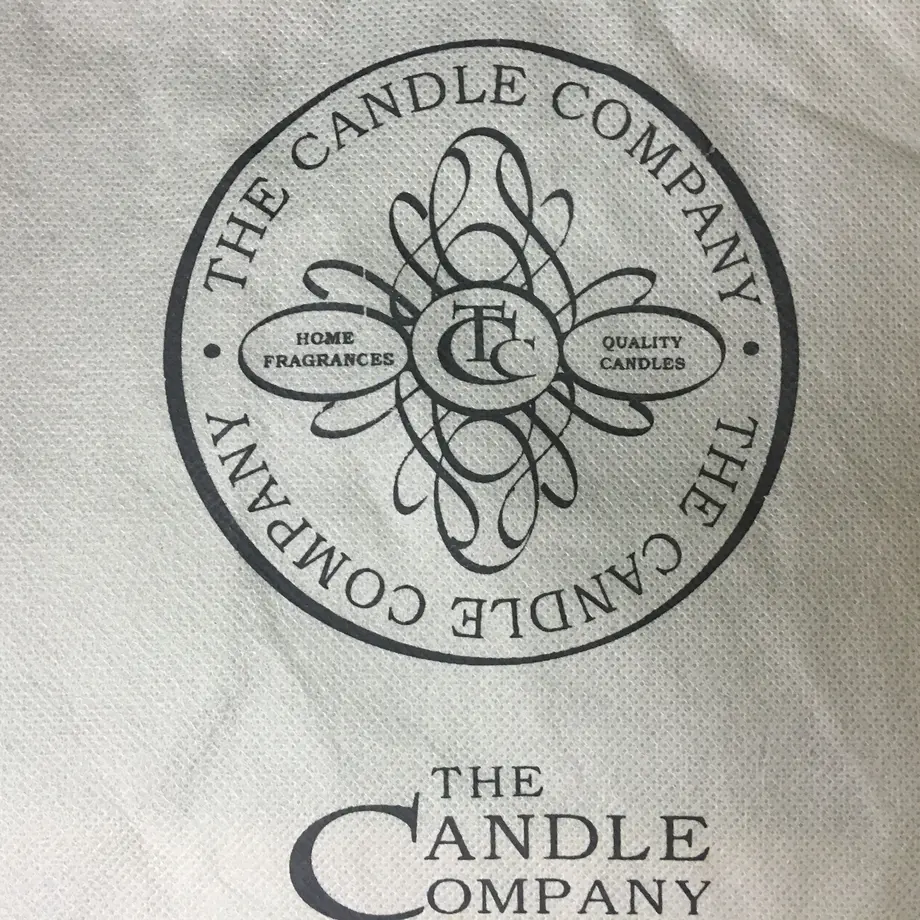 THE CANDLE COMPANY
HOME
FRAGRANCES
TCC
QUALITY
CANDLES
THE CANDLE COMPANY
THE
CANDLE
COMPANY